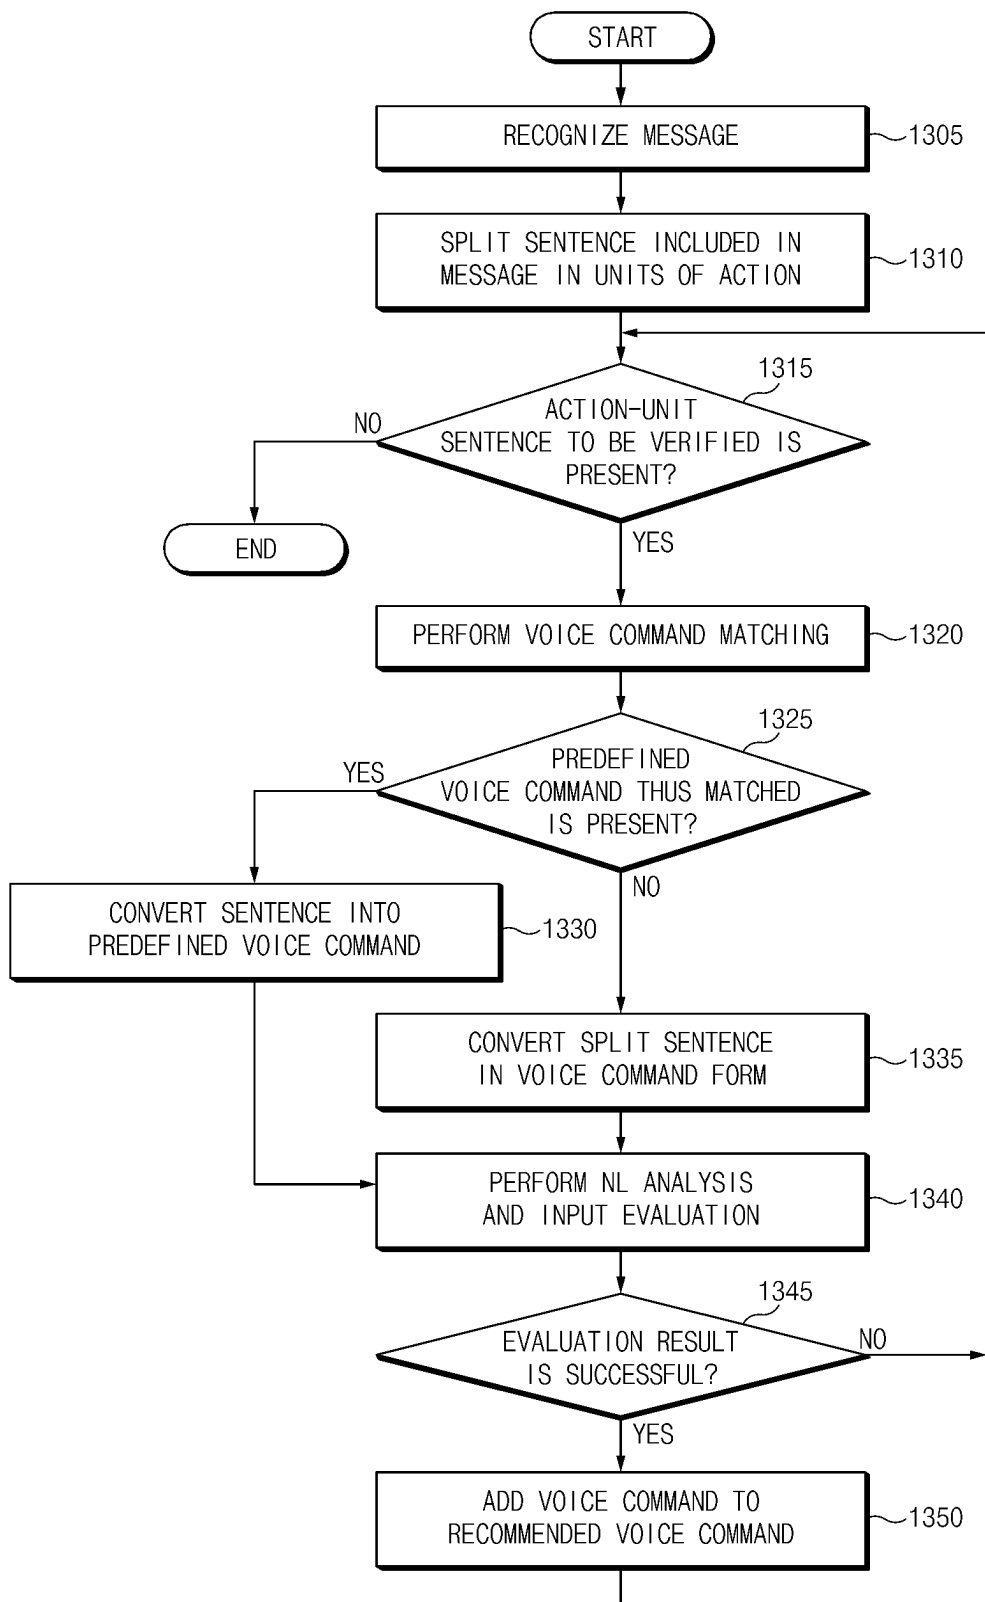 START
RECOGNIZE MESSAGE
1305
SPLIT SENTENCE INCLUDED IN
MESSAGE IN UNITS OF ACTION
1310
1315
ACTION-UNIT
SENTENCE TO BE VERIFIED IS
PRESENT?
NO
END
YES
PERFORM VOICE COMMAND MATCHING
1320
1325
PREDEFINED
VOICE COMMAND THUS MATCHED
IS PRESENT?
YES
NO
CONVERT SENTENCE INTO
PREDEFINED VOICE COMMAND
1330
CONVERT SPLIT SENTENCE
IN VOICE COMMAND FORM
1335
PERFORM NL ANALYSIS
AND INPUT EVALUATION
1340
1345
EVALUATION RESULT
IS SUCCESSFUL?
NO
YES
ADD VOICE COMMAND TO
RECOMMENDED VOICE COMMAND
1350